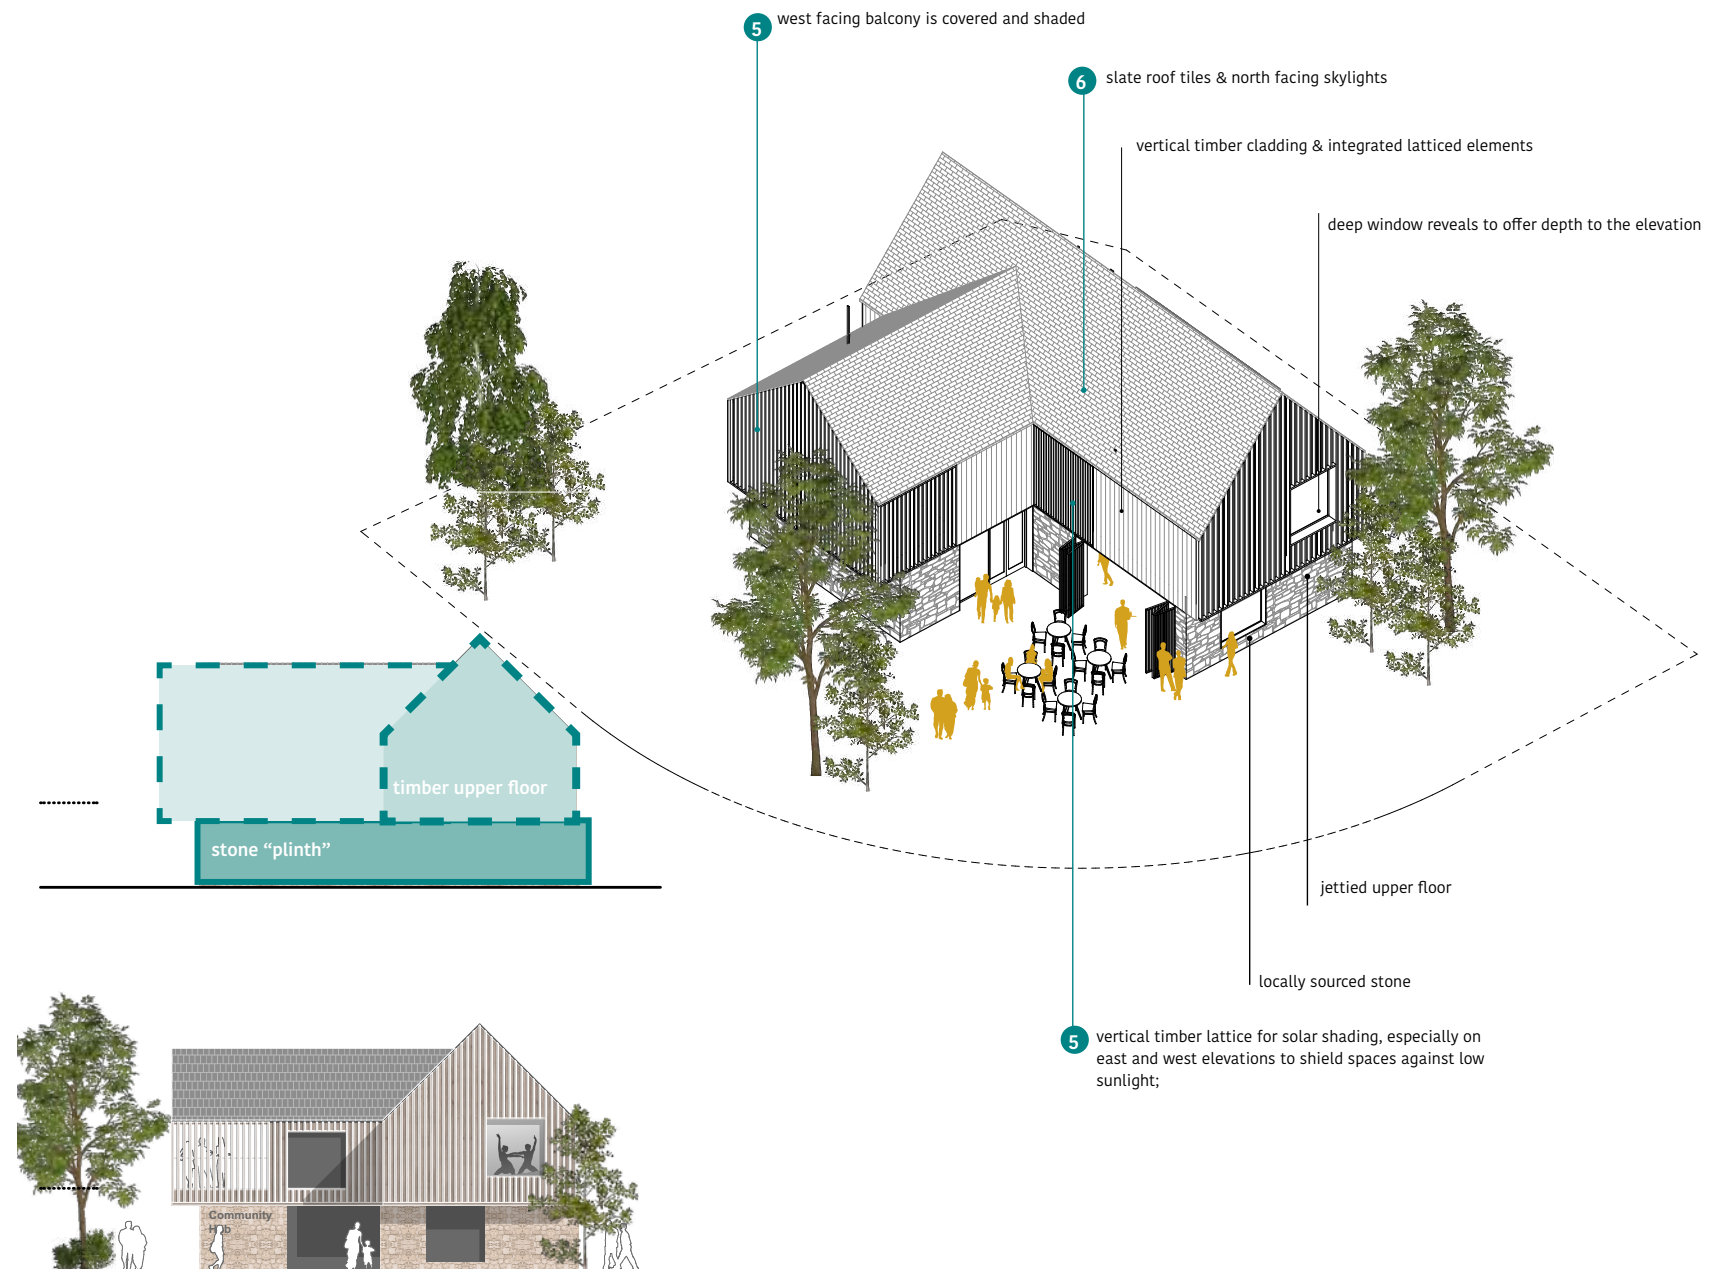 5 west facing balcony is covered and shaded
6 slate roof tiles & north facing skylights
vertical timber cladding & integrated latticed elements
deep window reveals to offer depth to the elevation
timber upper floor
stone “plinth”
jettied upper floor
locally sourced stone
5 vertical timber lattice for solar shading, especially on
east and west elevations to shield spaces against low
sunlight;
Community
Hub